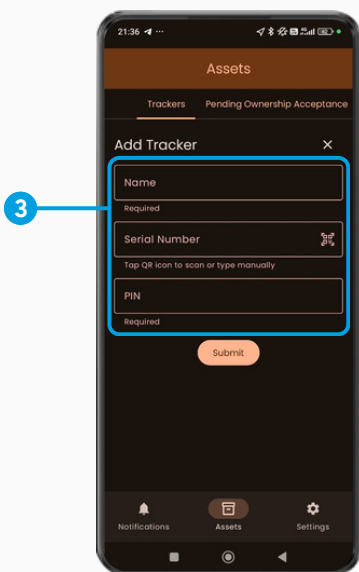 21:36
Assets
Trackers Pending Ownership Acceptance
Add Tracker
3
Name
Required
Serial Number
Tap QR icon to scan or type manually
PIN
Required
Submit
Notifications Assets Settings